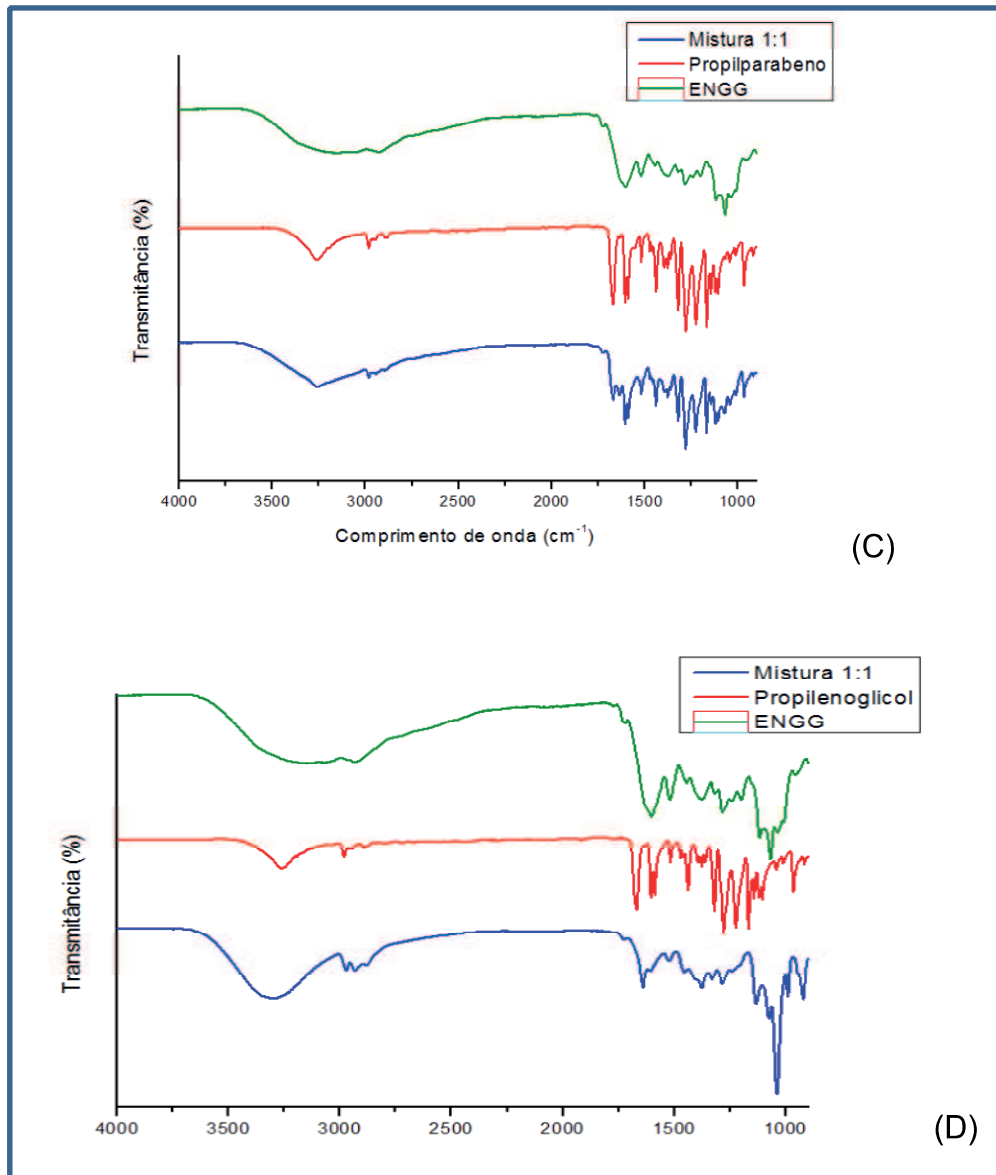 Mistura 1:1
Propilparabeno
ENGG
Transmitância (%)
4000 3500 3000 2500 2000 1500 1000
Comprimento de onda (cm⁻¹)
(C)
Mistura 1:1
Propilenoglicol
ENGG
Transmitância (%)
4000 3500 3000 2500 2000 1500 1000
(D)